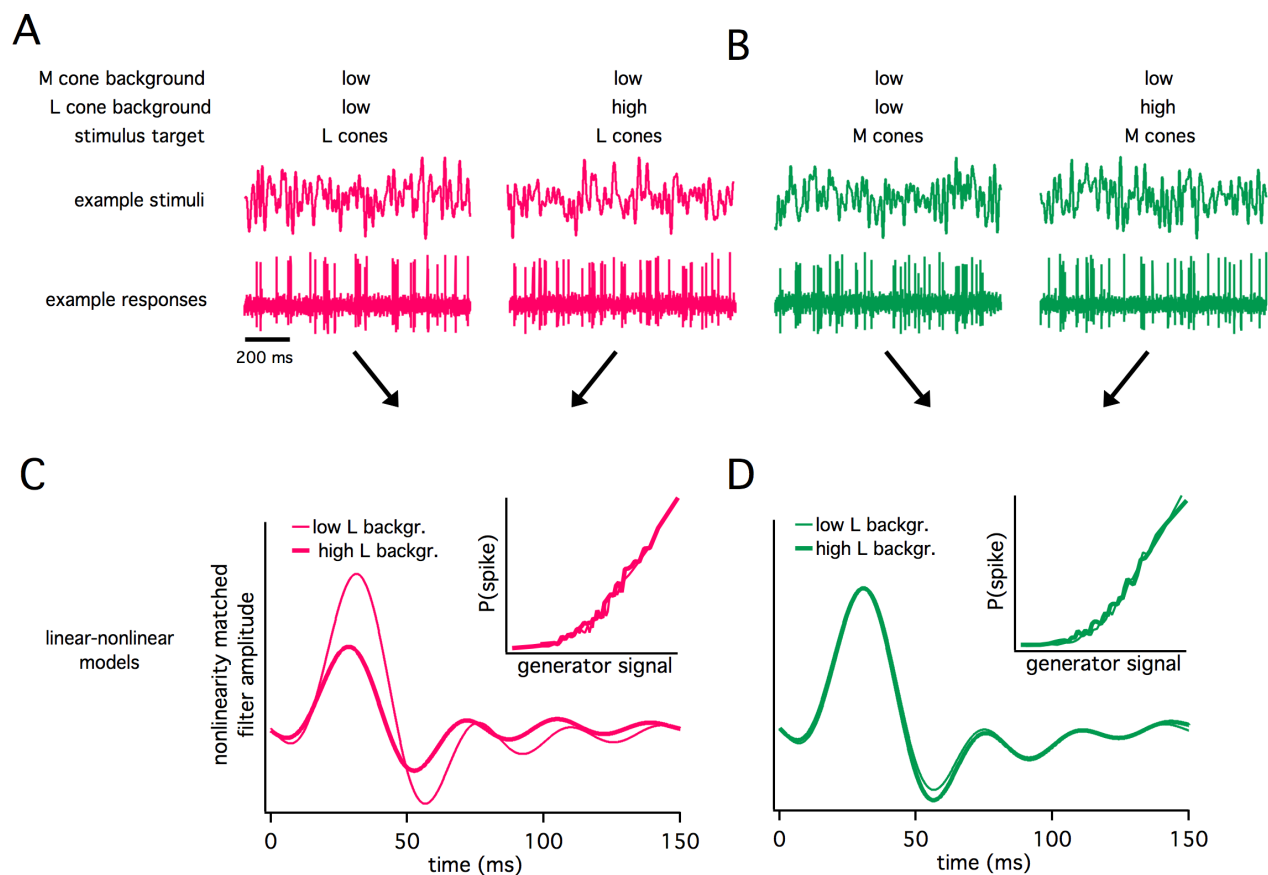 A
B
M cone background low low low low
L cone background low high low high
stimulus target L cones L cones M cones M cones
example stimuli
example responses
200 ms
C
D
linear-nonlinear
models
nonlinearity matched
filter amplitude
low L backgr.
high L backgr.
P(spike)
generator signal
0 50 100 150
time (ms)
low L backgr.
high L backgr.
P(spike)
generator signal
0 50 100 150
time (ms)